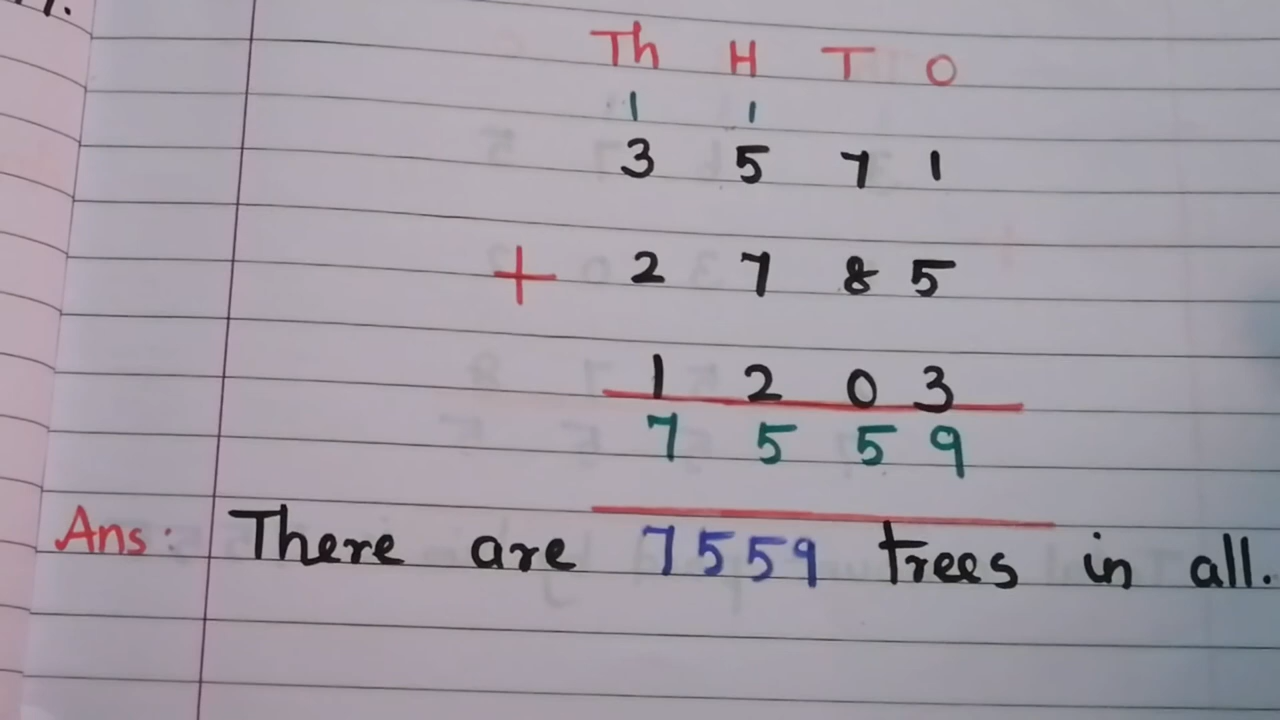 Th H T O
1 1
3 5 7 1
+ 2 7 8 5
1 2 0 3
7 5 5 9
Ans: There are 7559 trees in all.